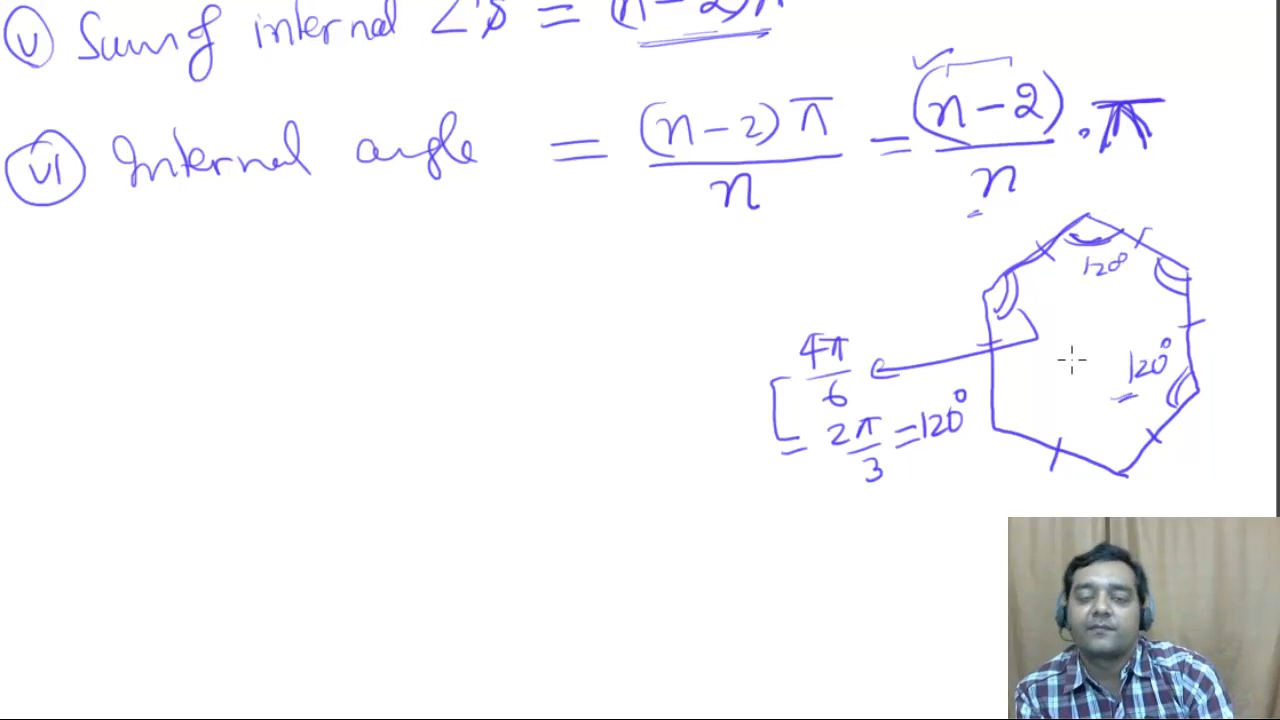 (v) Sum of internal ∠'s = (n-2)π
(vi) Internal angle = (n-2)π/n = (n-2)/n . π
120°
120°
4π/6
= 2π/3 = 120°